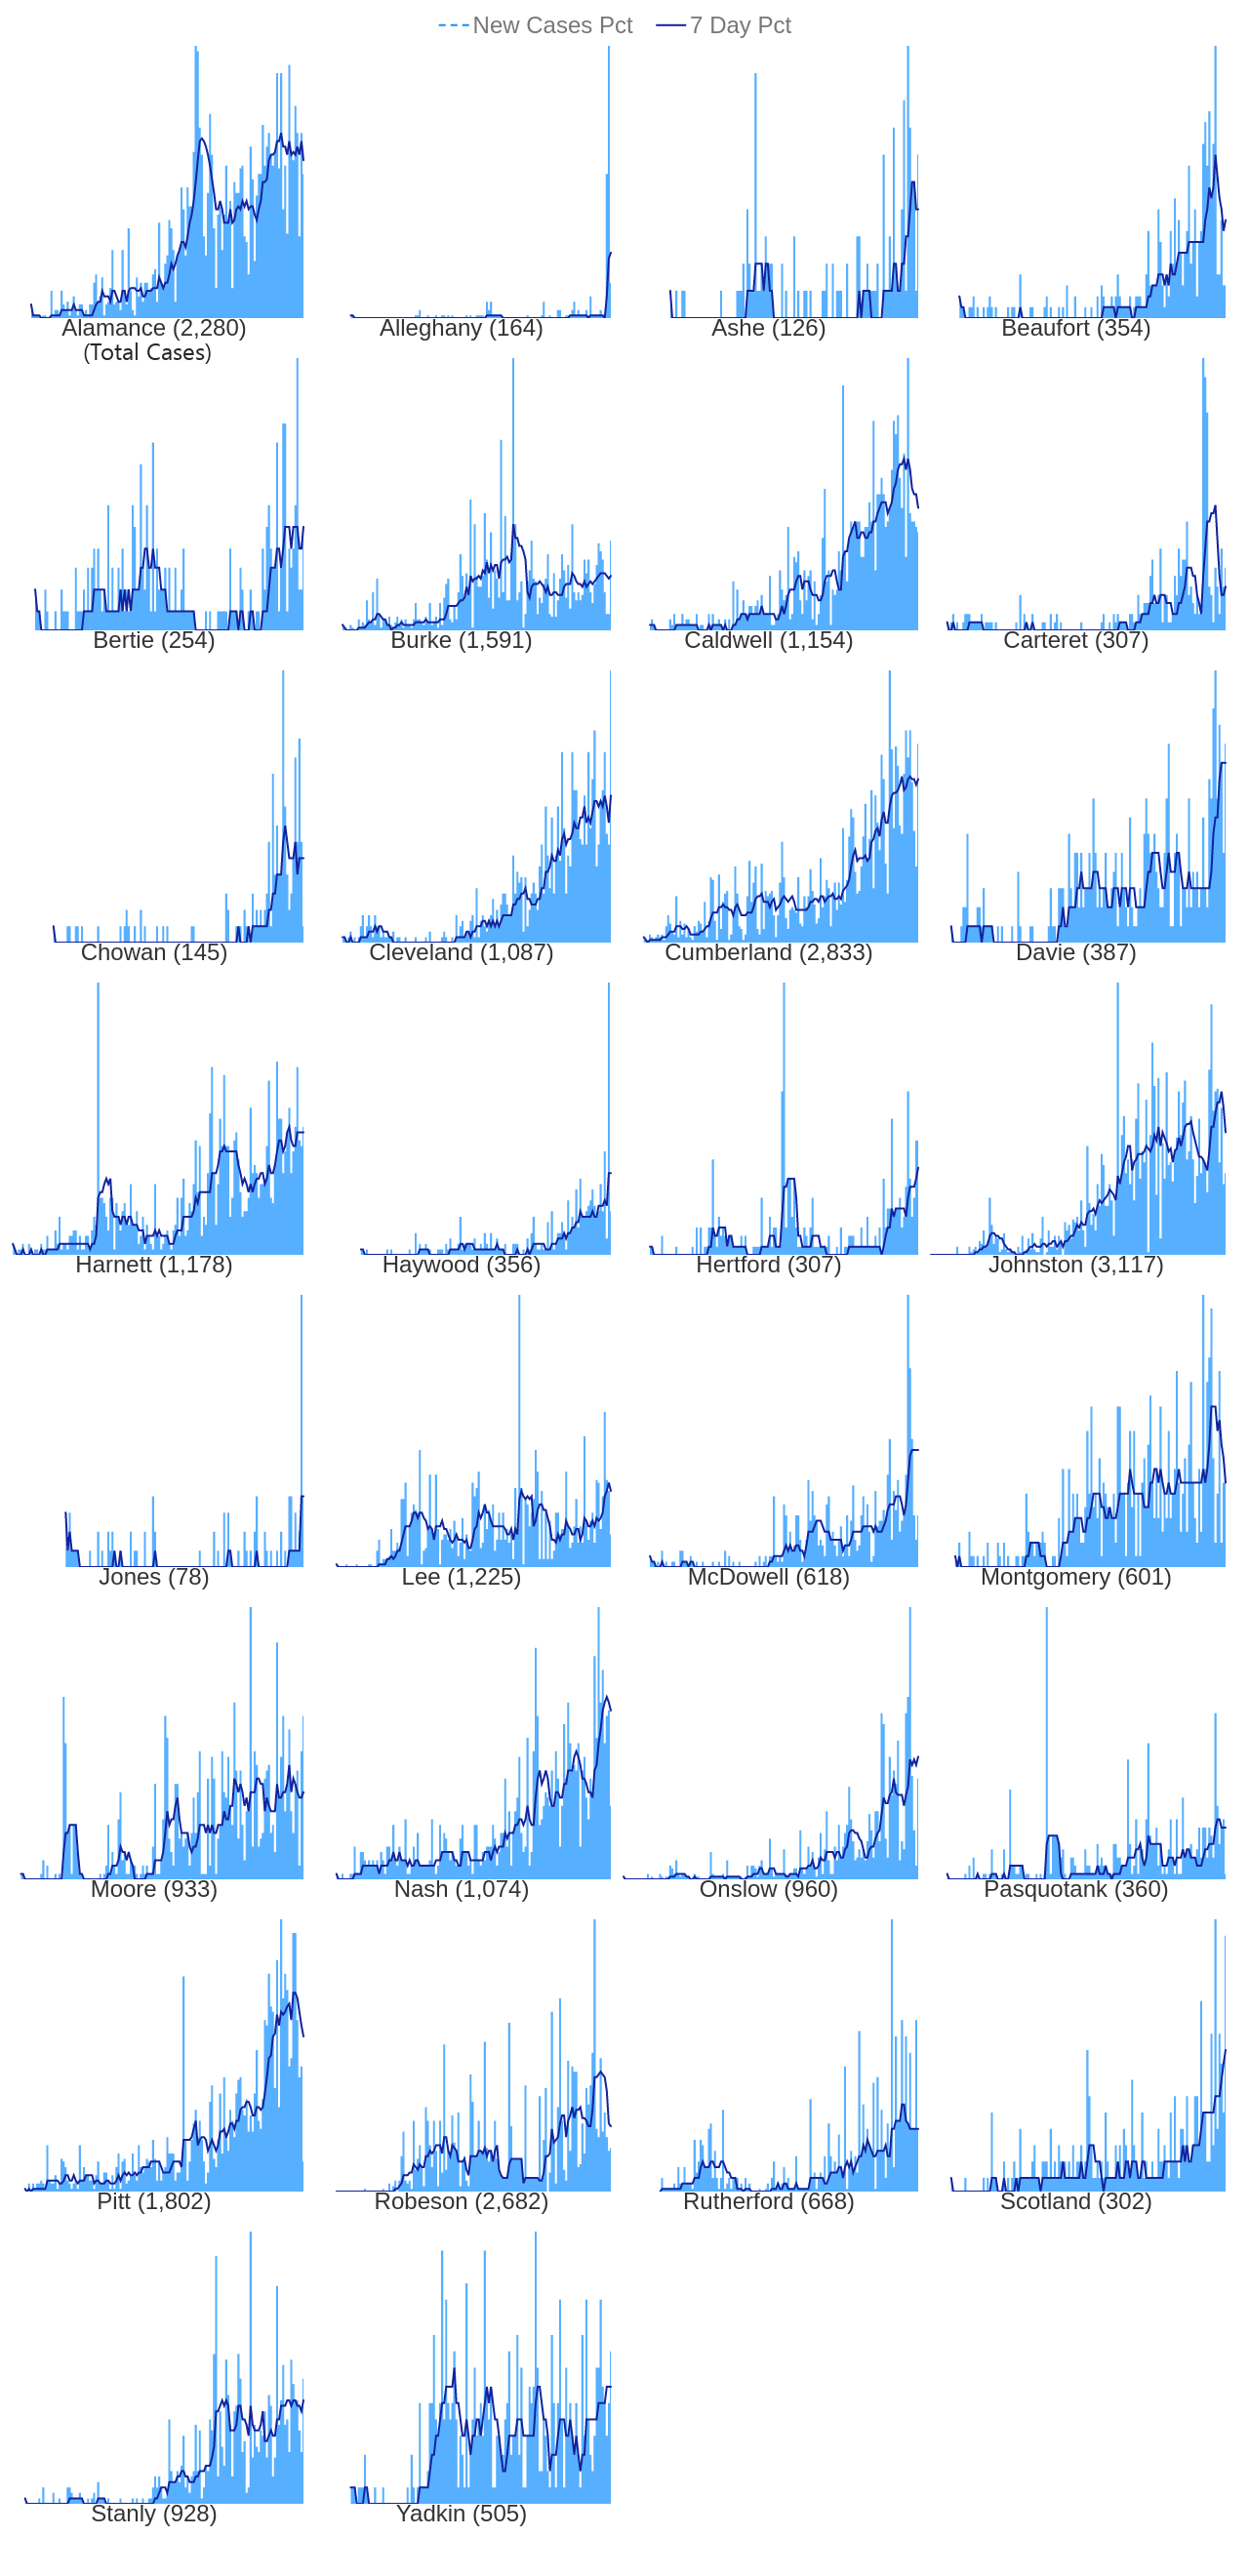 New Cases Pct 7 Day Pct
Alamance (2,280) Alleghany (164) Ashe (126) Beaufort (354)
(Total Cases)
Bertie (254) Burke (1,591) Caldwell (1,154) Carteret (307)
Chowan (145) Cleveland (1,087) Cumberland (2,833) Davie (387)
Harnett (1,178) Haywood (356) Hertford (307) Johnston (3,117)
Jones (78) Lee (1,225) McDowell (618) Montgomery (601)
Moore (933) Nash (1,074) Onslow (960) Pasquotank (360)
Pitt (1,802) Robeson (2,682) Rutherford (668) Scotland (302)
Stanly (928) Yadkin (505)